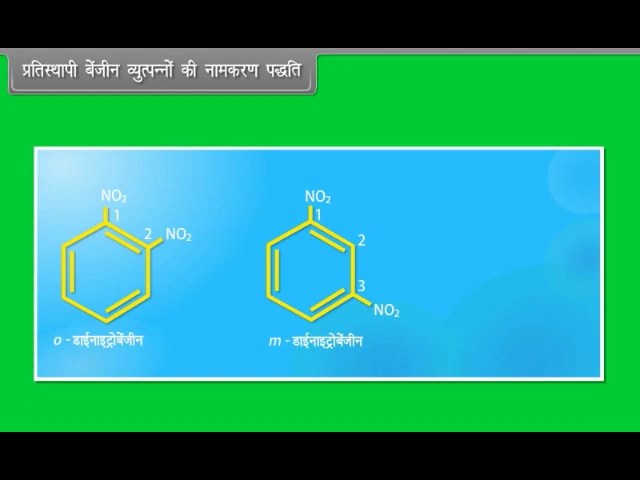 प्रतिस्थापी बेंजीन व्युत्पन्नों की नामकरण पद्धति
NO₂
1
2 NO₂
o - डाईनाइट्रोबेंजीन
NO₂
1
2
3
NO₂
m - डाईनाइट्रोबेंजीन